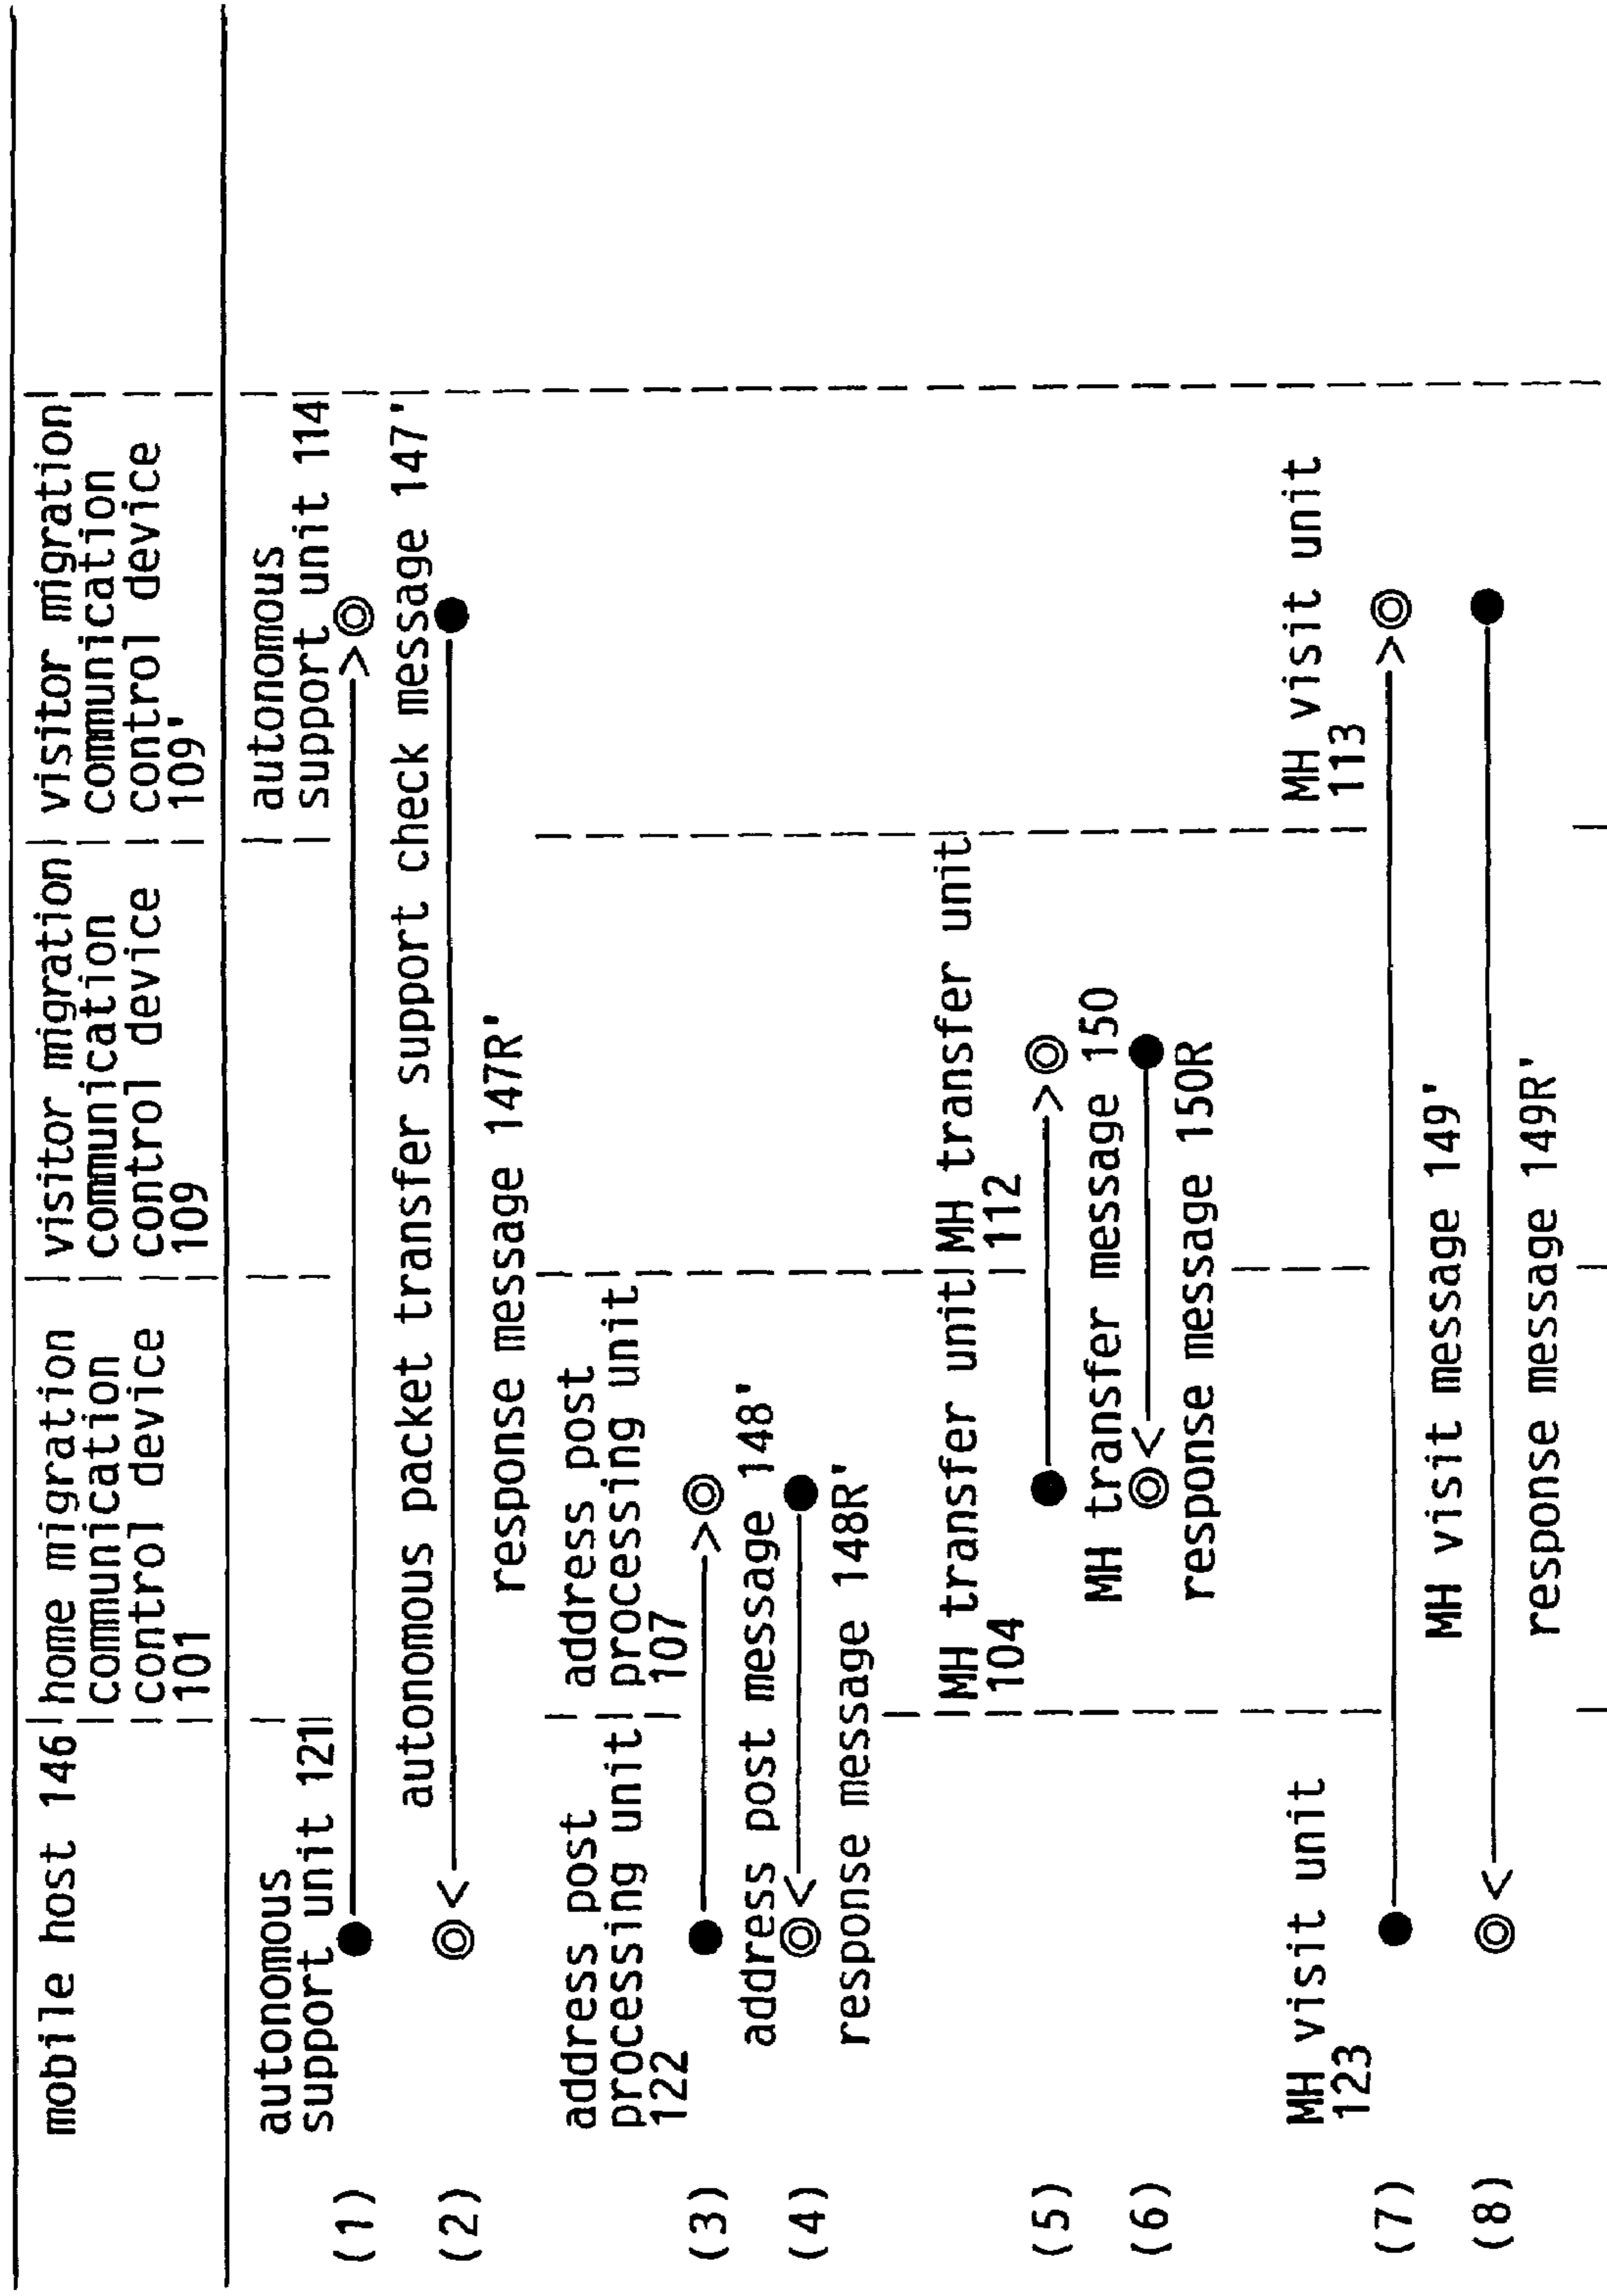 mobile host 146
home migration
communication
control device
101
visitor migration
communication
control device
109
visitor migration
communication
control device
109'
autonomous
support unit 121
autonomous
support unit 114
(1)
autonomous packet transfer support check message 147'
(2)
response message 147R'
address post
processing unit
122
address post
processing unit
107
(3)
address post message 148'
(4)
response message 148R'
MH transfer unit
104
MH transfer unit
112
(5)
MH transfer message 150
(6)
response message 150R
MH visit unit
123
MH visit unit
113
(7)
MH visit message 149'
(8)
response message 149R'